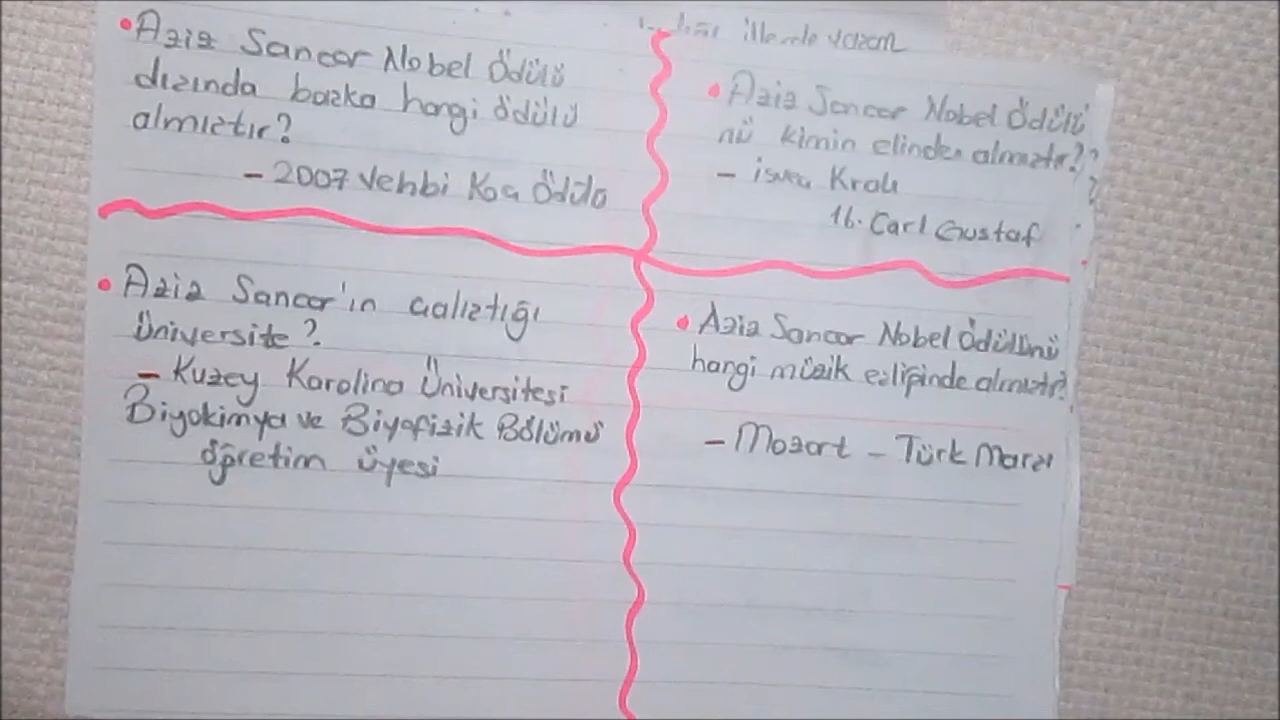 illerde yazam
• Aziz Sancar Nobel Ödülü
dışında başka hangi ödülü
almıştır?
- 2007 Vehbi Koç Ödülü
• Aziz Sancar Nobel Ödülü
nü kimin elinden almıştır??
?
- İsveç Kralı
16. Carl Gustaf
• Aziz Sancar'ın çalıştığı
Üniversite?
- Kuzey Karolina Üniversitesi
Biyokimya ve Biyofizik Bölümü
öğretim üyesi
• Aziz Sancar Nobel Ödülünü
hangi müzik eşliğinde almıştır?
- Mozart - Türk Marşı